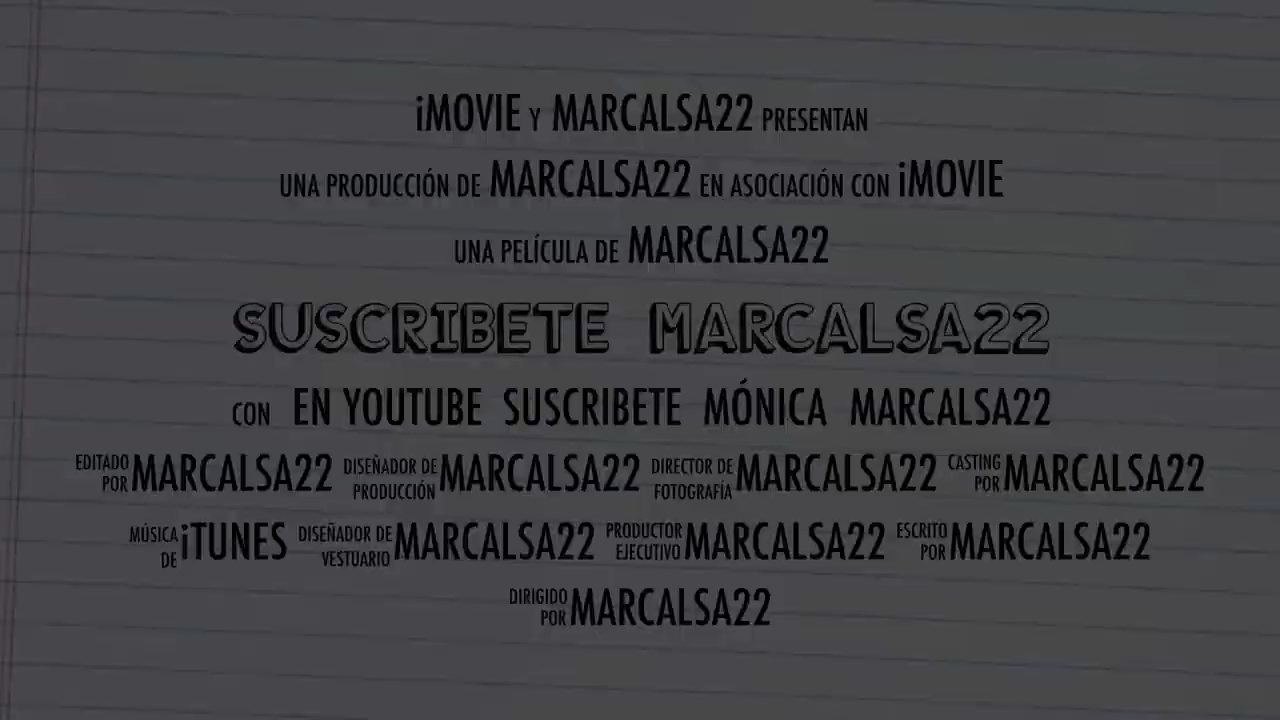 iMOVIE Y MARCALSA22 PRESENTAN
UNA PRODUCCIÓN DE MARCALSA22 EN ASOCIACIÓN CON iMOVIE
UNA PELÍCULA DE MARCALSA22
SUSCRIBETE MARCALSA22
CON EN YOUTUBE SUSCRIBETE MÓNICA MARCALSA22
EDITADO POR MARCALSA22 DISEÑADOR DE PRODUCCIÓN MARCALSA22 DIRECTOR DE FOTOGRAFÍA MARCALSA22 CASTING POR MARCALSA22
MÚSICA DE iTUNES DISEÑADOR DE VESTUARIO MARCALSA22 PRODUCTOR EJECUTIVO MARCALSA22 ESCRITO POR MARCALSA22
DIRIGIDO POR MARCALSA22